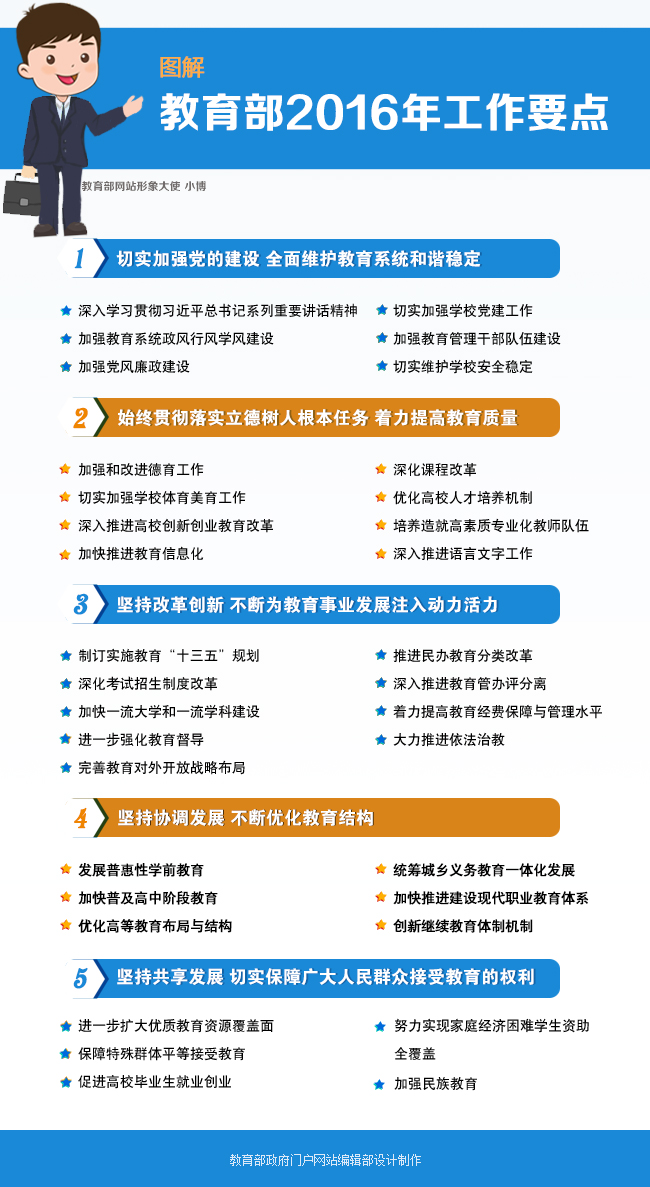 图解
教育部2016年工作要点
教育部网站形象大使 小博
1 切实加强党的建设 全面维护教育系统和谐稳定
深入学习贯彻习近平总书记系列重要讲话精神
切实加强学校党建工作
加强教育系统政风行风学风建设
加强教育管理干部队伍建设
加强党风廉政建设
切实维护学校安全稳定
2 始终贯彻落实立德树人根本任务 着力提高教育质量
加强和改进德育工作
深化课程改革
切实加强学校体育美育工作
优化高校人才培养机制
深入推进高校创新创业教育改革
培养造就高素质专业化教师队伍
加快推进教育信息化
深入推进语言文字工作
3 坚持改革创新 不断为教育事业发展注入动力活力
制订实施教育“十三五”规划
推进民办教育分类改革
深化考试招生制度改革
深入推进教育管办评分离
加快一流大学和一流学科建设
着力提高教育经费保障与管理水平
进一步强化教育督导
大力推进依法治教
完善教育对外开放战略布局
4 坚持协调发展 不断优化教育结构
发展普惠性学前教育
统筹城乡义务教育一体化发展
加快普及高中阶段教育
加快推进建设现代职业教育体系
优化高等教育布局与结构
创新继续教育体制机制
5 坚持共享发展 切实保障广大人民群众接受教育的权利
进一步扩大优质教育资源覆盖面
努力实现家庭经济困难学生资助
全覆盖
保障特殊群体平等接受教育
促进高校毕业生就业创业
加强民族教育
教育部政府门户网站编辑部设计制作